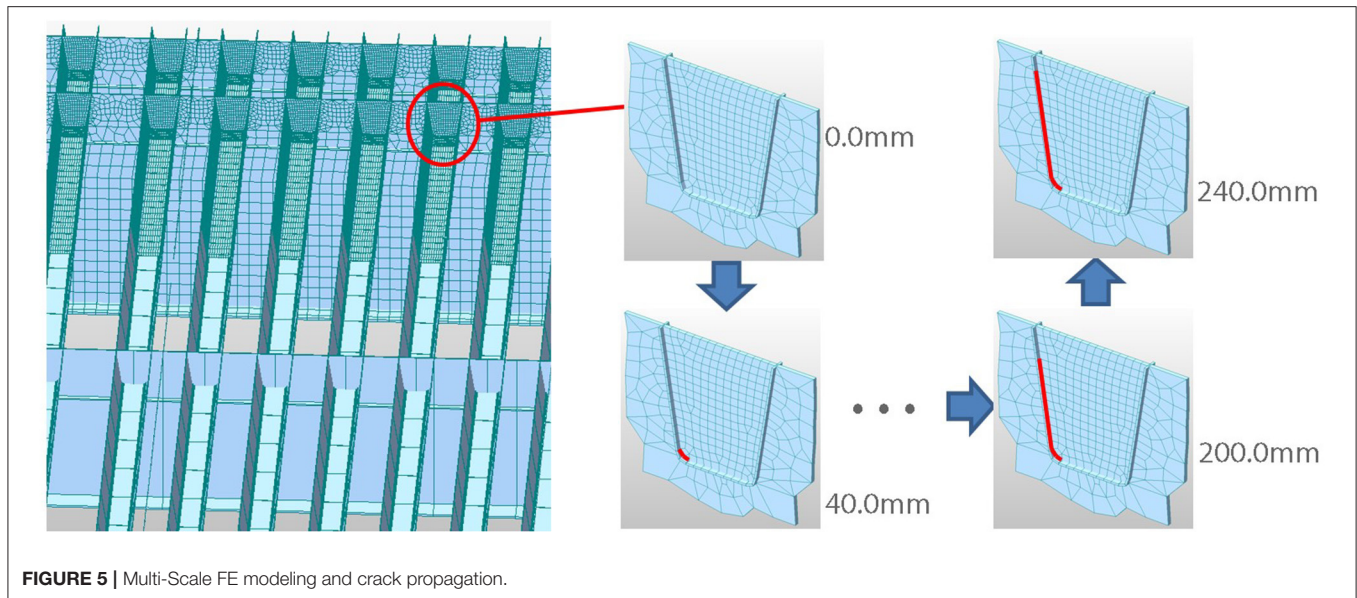 0.0mm
240.0mm
40.0mm
200.0mm
FIGURE 5 | Multi-Scale FE modeling and crack propagation.